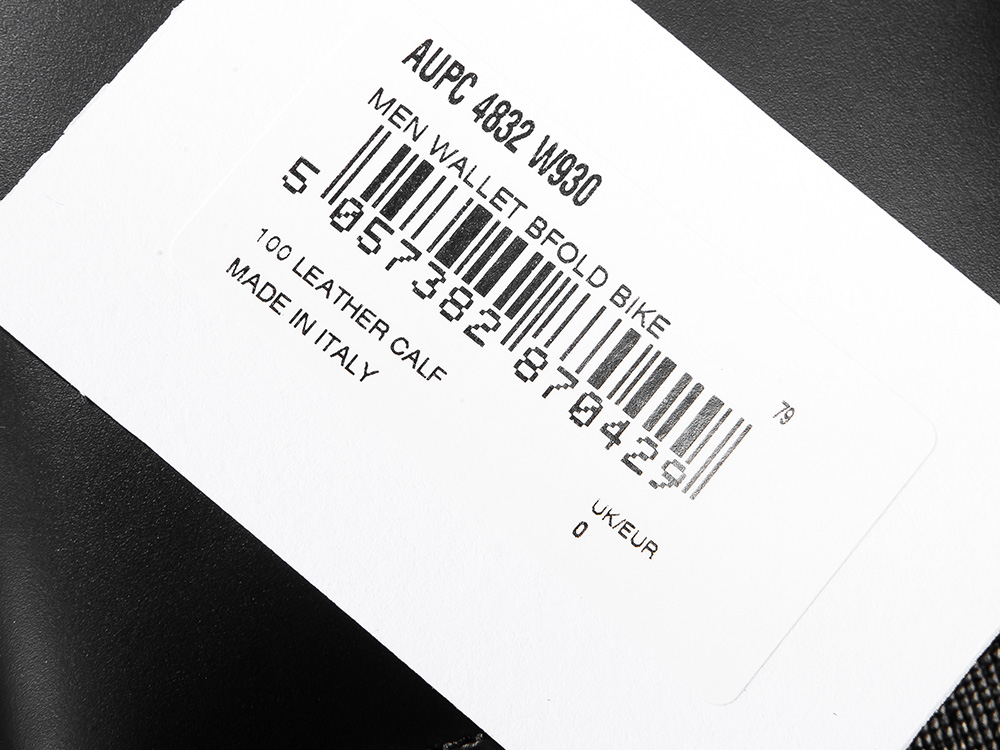 AUPC 4832 W930
MEN WALLET BFOLD BIKE
5 057382 870429
79
100 LEATHER CALF
MADE IN ITALY
UK/EUR
0